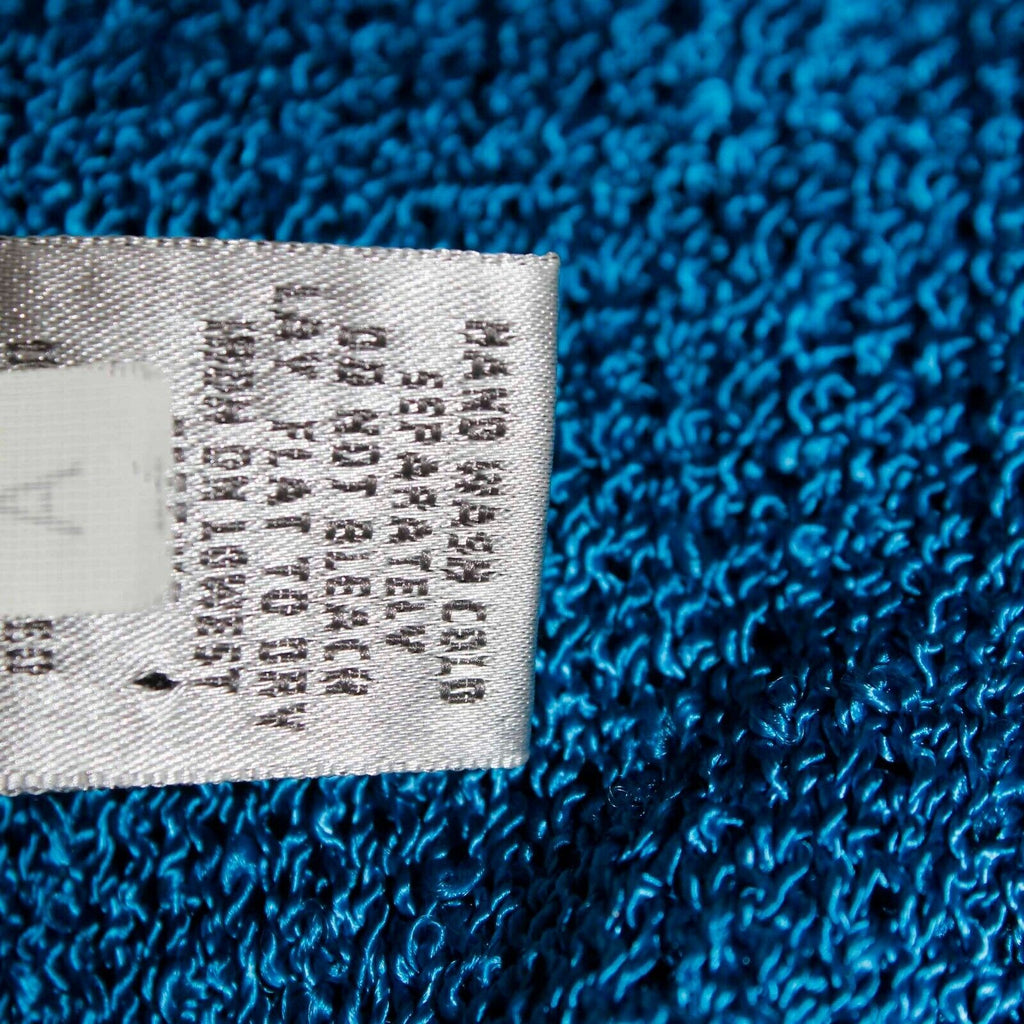 HAND WASH COLD
SEPARATELY
DO NOT BLEACH
LAY FLAT TO DRY
IRON ON LOWEST